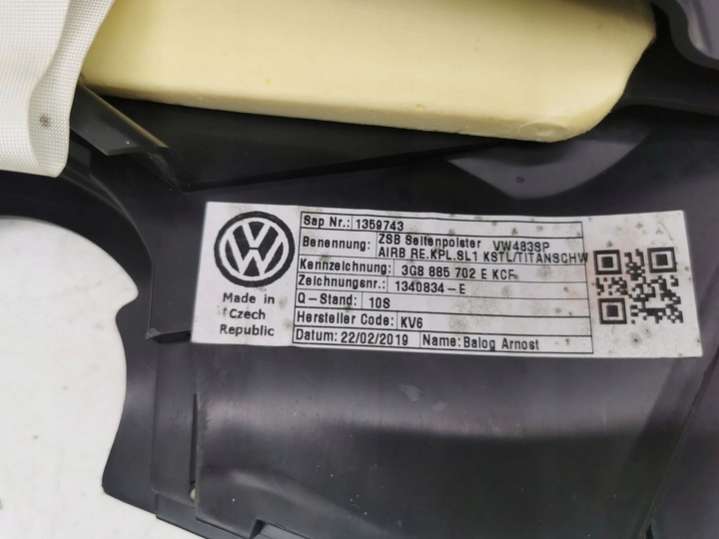 Sap Nr.: 1359743
Benennung: ZSB Seitenpolster VW483SP
AIRB RE.KPL.SL1 KSTL/TITANSCHW
Kennzeichnung: 3G8 885 702 E KCF
Zeichnungsnr.: 1340834-E
Q-Stand: 10S
Hersteller Code: KV6
Datum: 22/02/2019 Name: Balog Arnost
VW
Made in
Czech
Republic